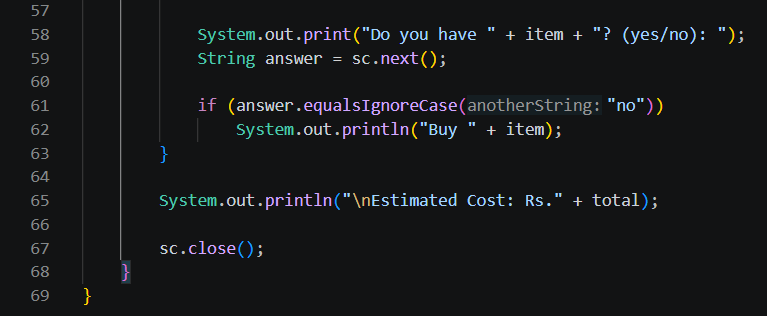 57
58 System.out.print("Do you have " + item + "? (yes/no): ");
59 String answer = sc.next();
60
61 if (answer.equalsIgnoreCase(anotherString: "no"))
62 System.out.println("Buy " + item);
63 }
64
65 System.out.println("\nEstimated Cost: Rs." + total);
66
67 sc.close();
68 }
69 }